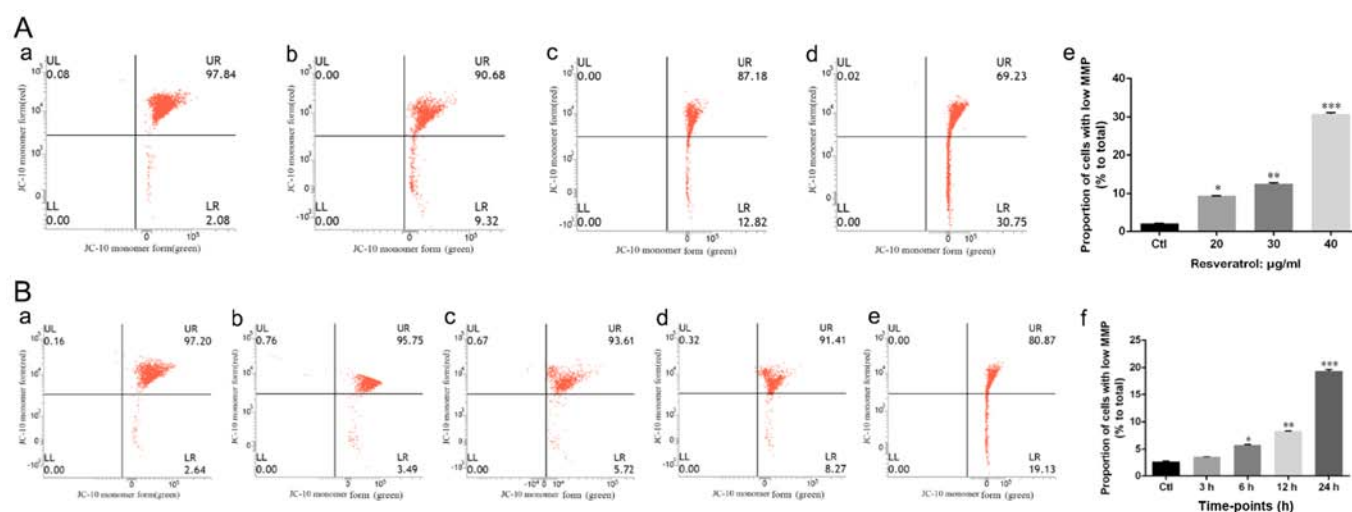 A
a
UL
0.08
UR
97.84
LL
0.00
LR
2.08
JC-10 monomer form(red)
JC-10 monomer form(green)
b
UL
0.00
UR
90.68
LL
0.00
LR
9.32
JC-10 monomer form(red)
JC-10 monomer form (green)
c
UL
0.00
UR
87.18
LL
0.00
LR
12.82
JC-10 monomer form(red)
JC-10 monomer form (green)
d
UL
0.02
UR
69.23
LL
0.00
LR
30.75
JC-10 monomer form(red)
JC-10 monomer form (green)
e
Proportion of cells with low MMP
(% to total)
40
30
20
10
0
*
**
***
Ctl 20 30 40
Resveratrol: μg/ml
B
a
UL
0.16
UR
97.20
LL
0.00
LR
2.64
JC-10 monomer form(red)
JC-10 monomer form(green)
b
UL
0.76
UR
95.75
LL
0.00
LR
3.49
JC-10 monomer form(red)
JC-10 monomer form (green)
c
UL
0.67
UR
93.61
LL
0.00
LR
5.72
JC-10 monomer form(red)
JC-10 monomer form (green)
d
UL
0.32
UR
91.41
LL
0.00
LR
8.27
JC-10 monomer form(red)
JC-10 monomer form (green)
e
UL
0.00
UR
80.87
LL
0.00
LR
19.13
JC-10 monomer form(red)
JC-10 monomer form (green)
f
Proportion of cells with low MMP
(% to total)
25
20
15
10
5
0
*
**
***
Ctl 3 h 6 h 12 h 24 h
Time-points (h)